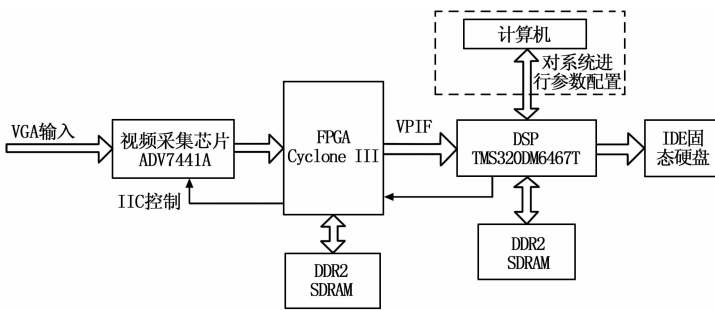 计算机
对系统进
行参数配置
VGA输入
视频采集芯片
ADV7441A
FPGA
Cyclone III
VPIF
DSP
TMS320DM6467T
IDE固
态硬盘
IIC控制
DDR2
SDRAM
DDR2
SDRAM